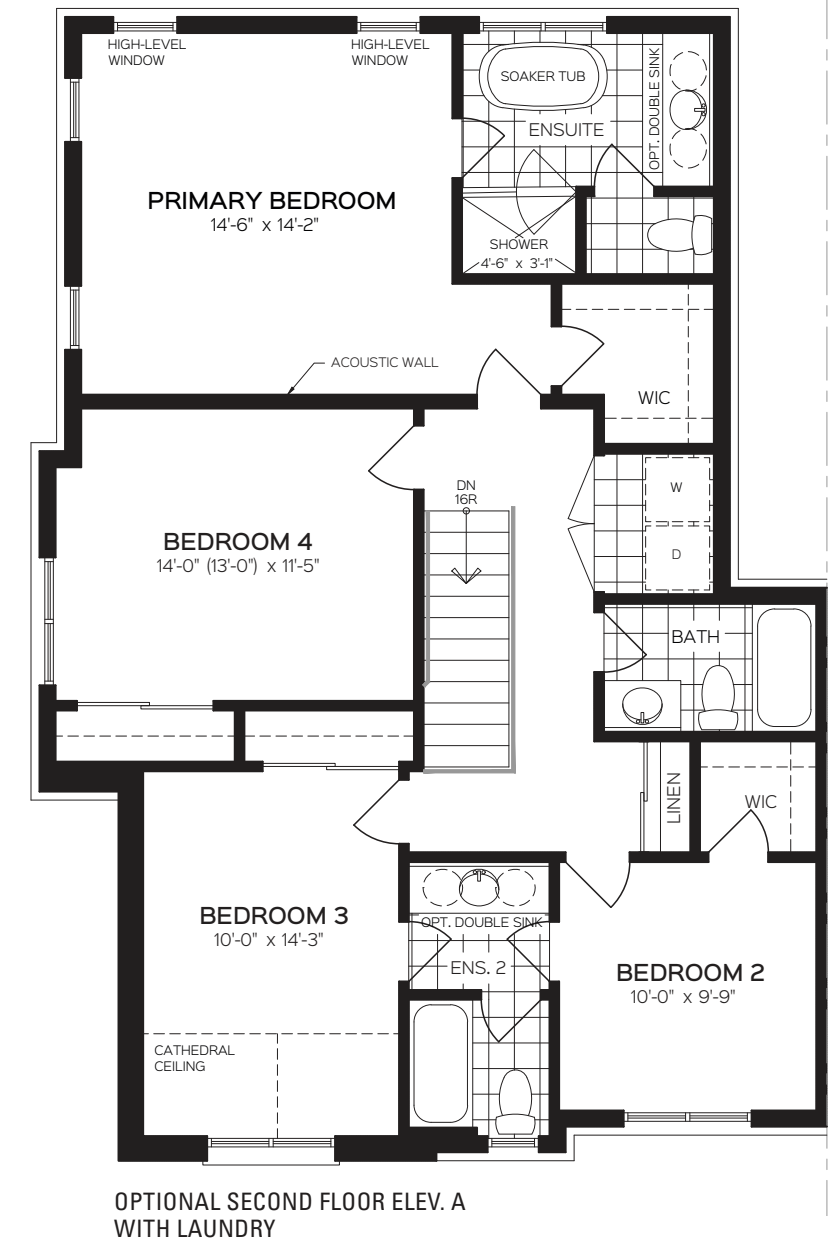 HIGH-LEVEL
WINDOW
HIGH-LEVEL
WINDOW
SOAKER TUB
OPT. DOUBLE SINK
ENSUITE
PRIMARY BEDROOM
14'-6" x 14'-2"
SHOWER
4'-6" x 3'-1"
ACOUSTIC WALL
WIC
DN
16R
W
D
BEDROOM 4
14'-0" (13'-0") x 11'-5"
BATH
LINEN
WIC
BEDROOM 3
10'-0" x 14'-3"
OPT. DOUBLE SINK
ENS. 2
BEDROOM 2
10'-0" x 9'-9"
CATHEDRAL
CEILING
OPTIONAL SECOND FLOOR ELEV. A
WITH LAUNDRY